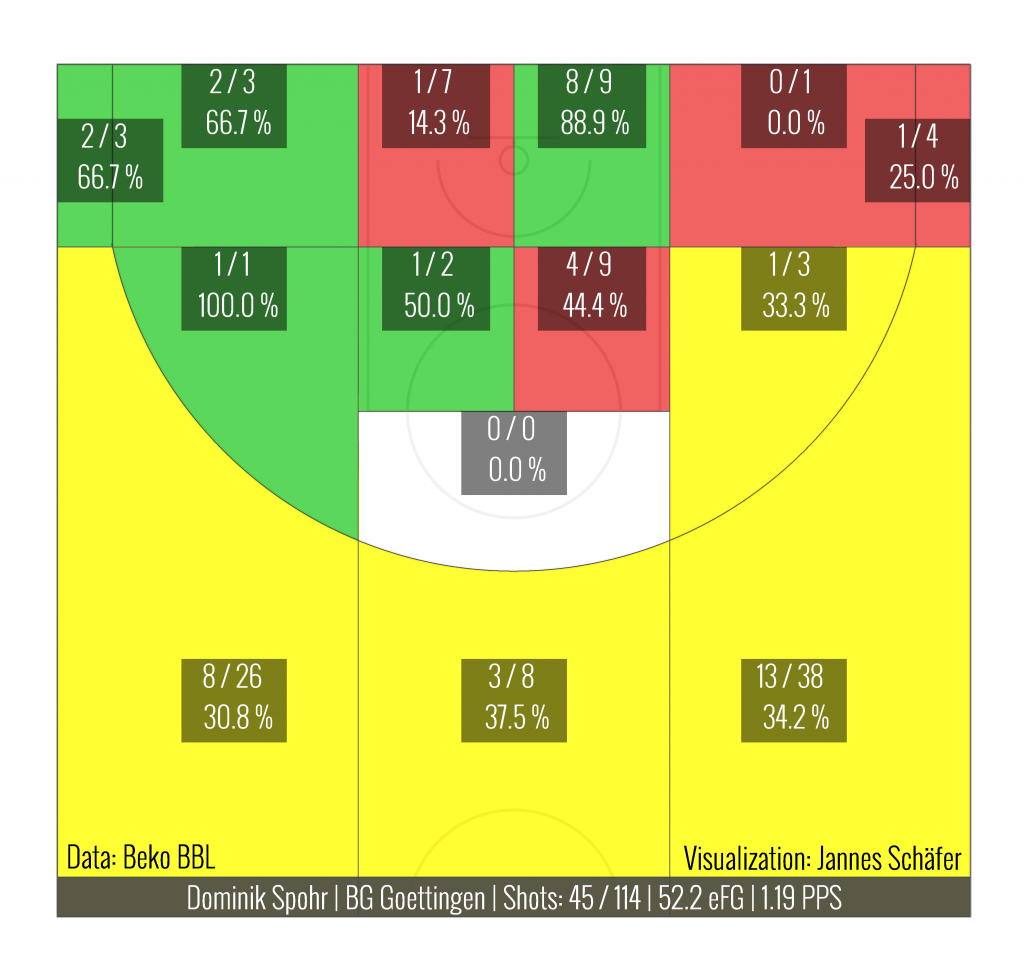 2 / 3
66.7 %
1 / 7
14.3 %
8 / 9
88.9 %
0 / 1
0.0 %
2 / 3
66.7 %
1 / 4
25.0 %
1 / 1
100.0 %
1 / 2
50.0 %
4 / 9
44.4 %
1 / 3
33.3 %
0 / 0
0.0 %
8 / 26
30.8 %
3 / 8
37.5 %
13 / 38
34.2 %
Data: Beko BBL
Visualization: Jannes Schäfer
Dominik Spohr | BG Goettingen | Shots: 45 / 114 | 52.2 eFG | 1.19 PPS